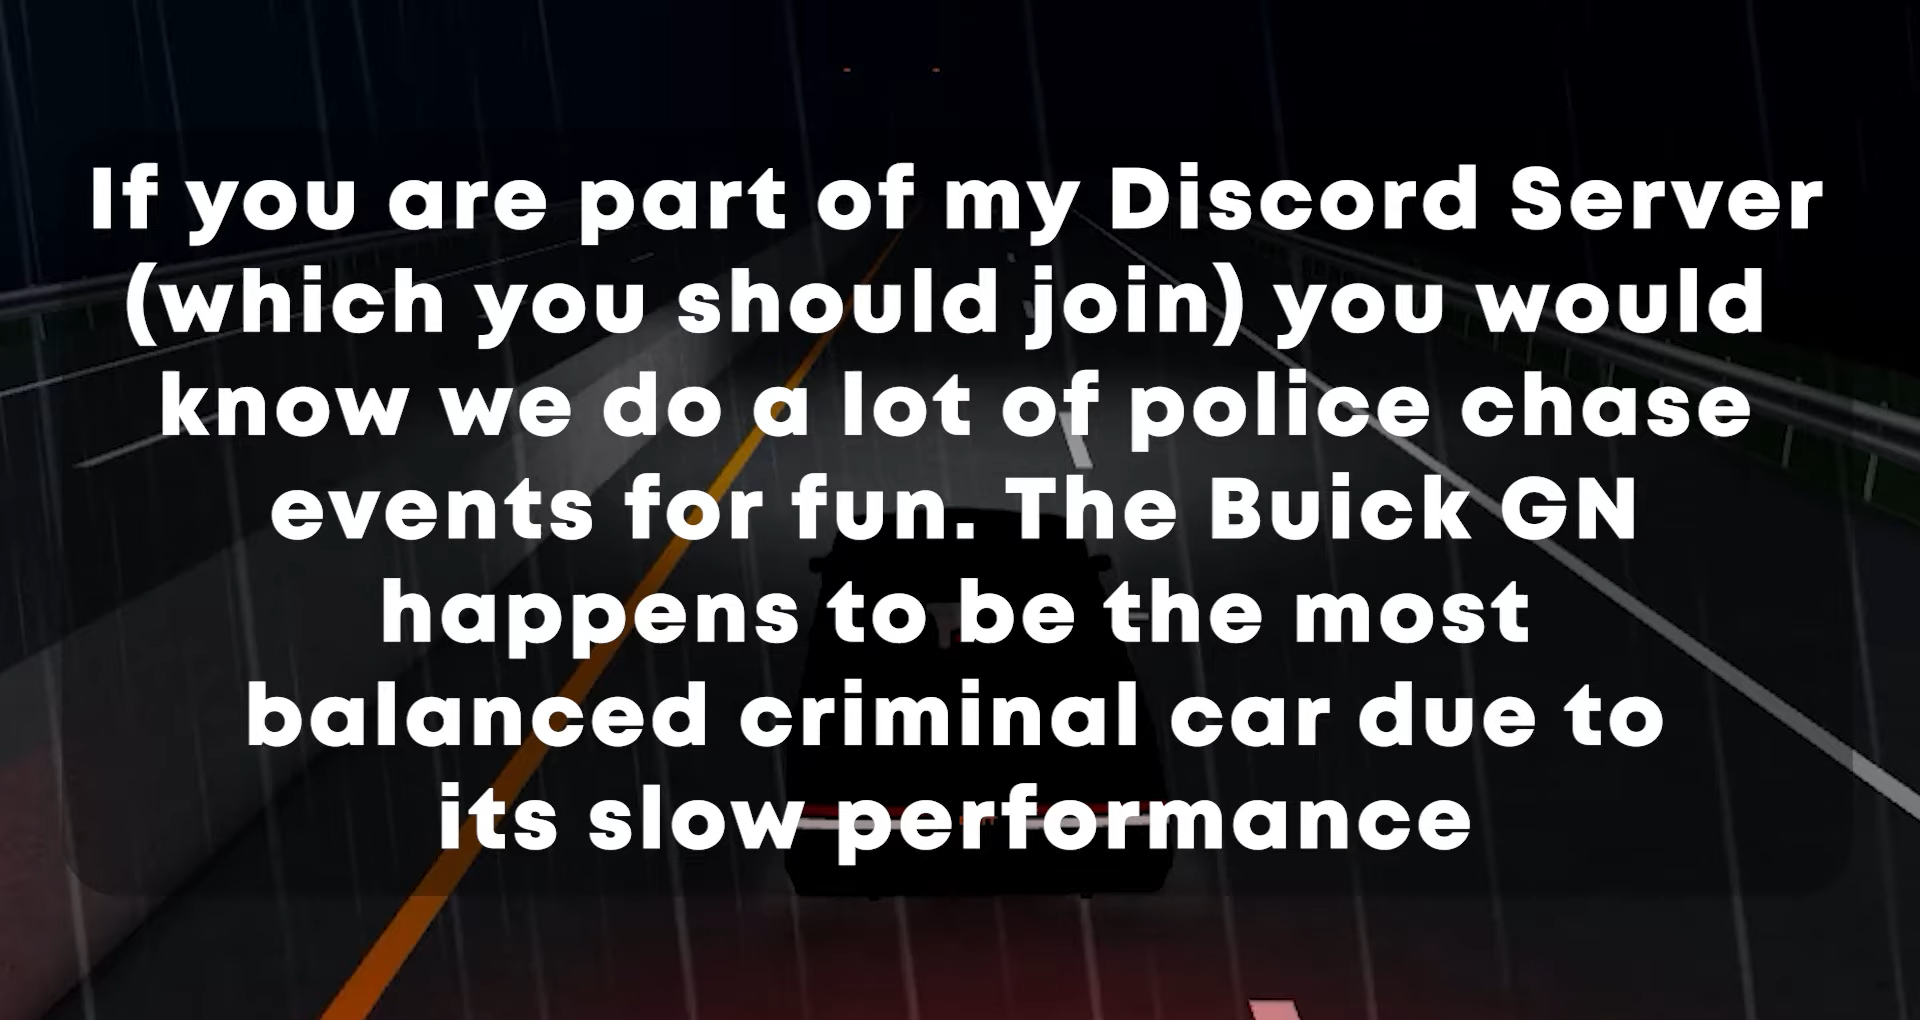 If you are part of my Discord Server
(which you should join) you would
know we do a lot of police chase
events for fun. The Buick GN
happens to be the most
balanced criminal car due to
its slow performance